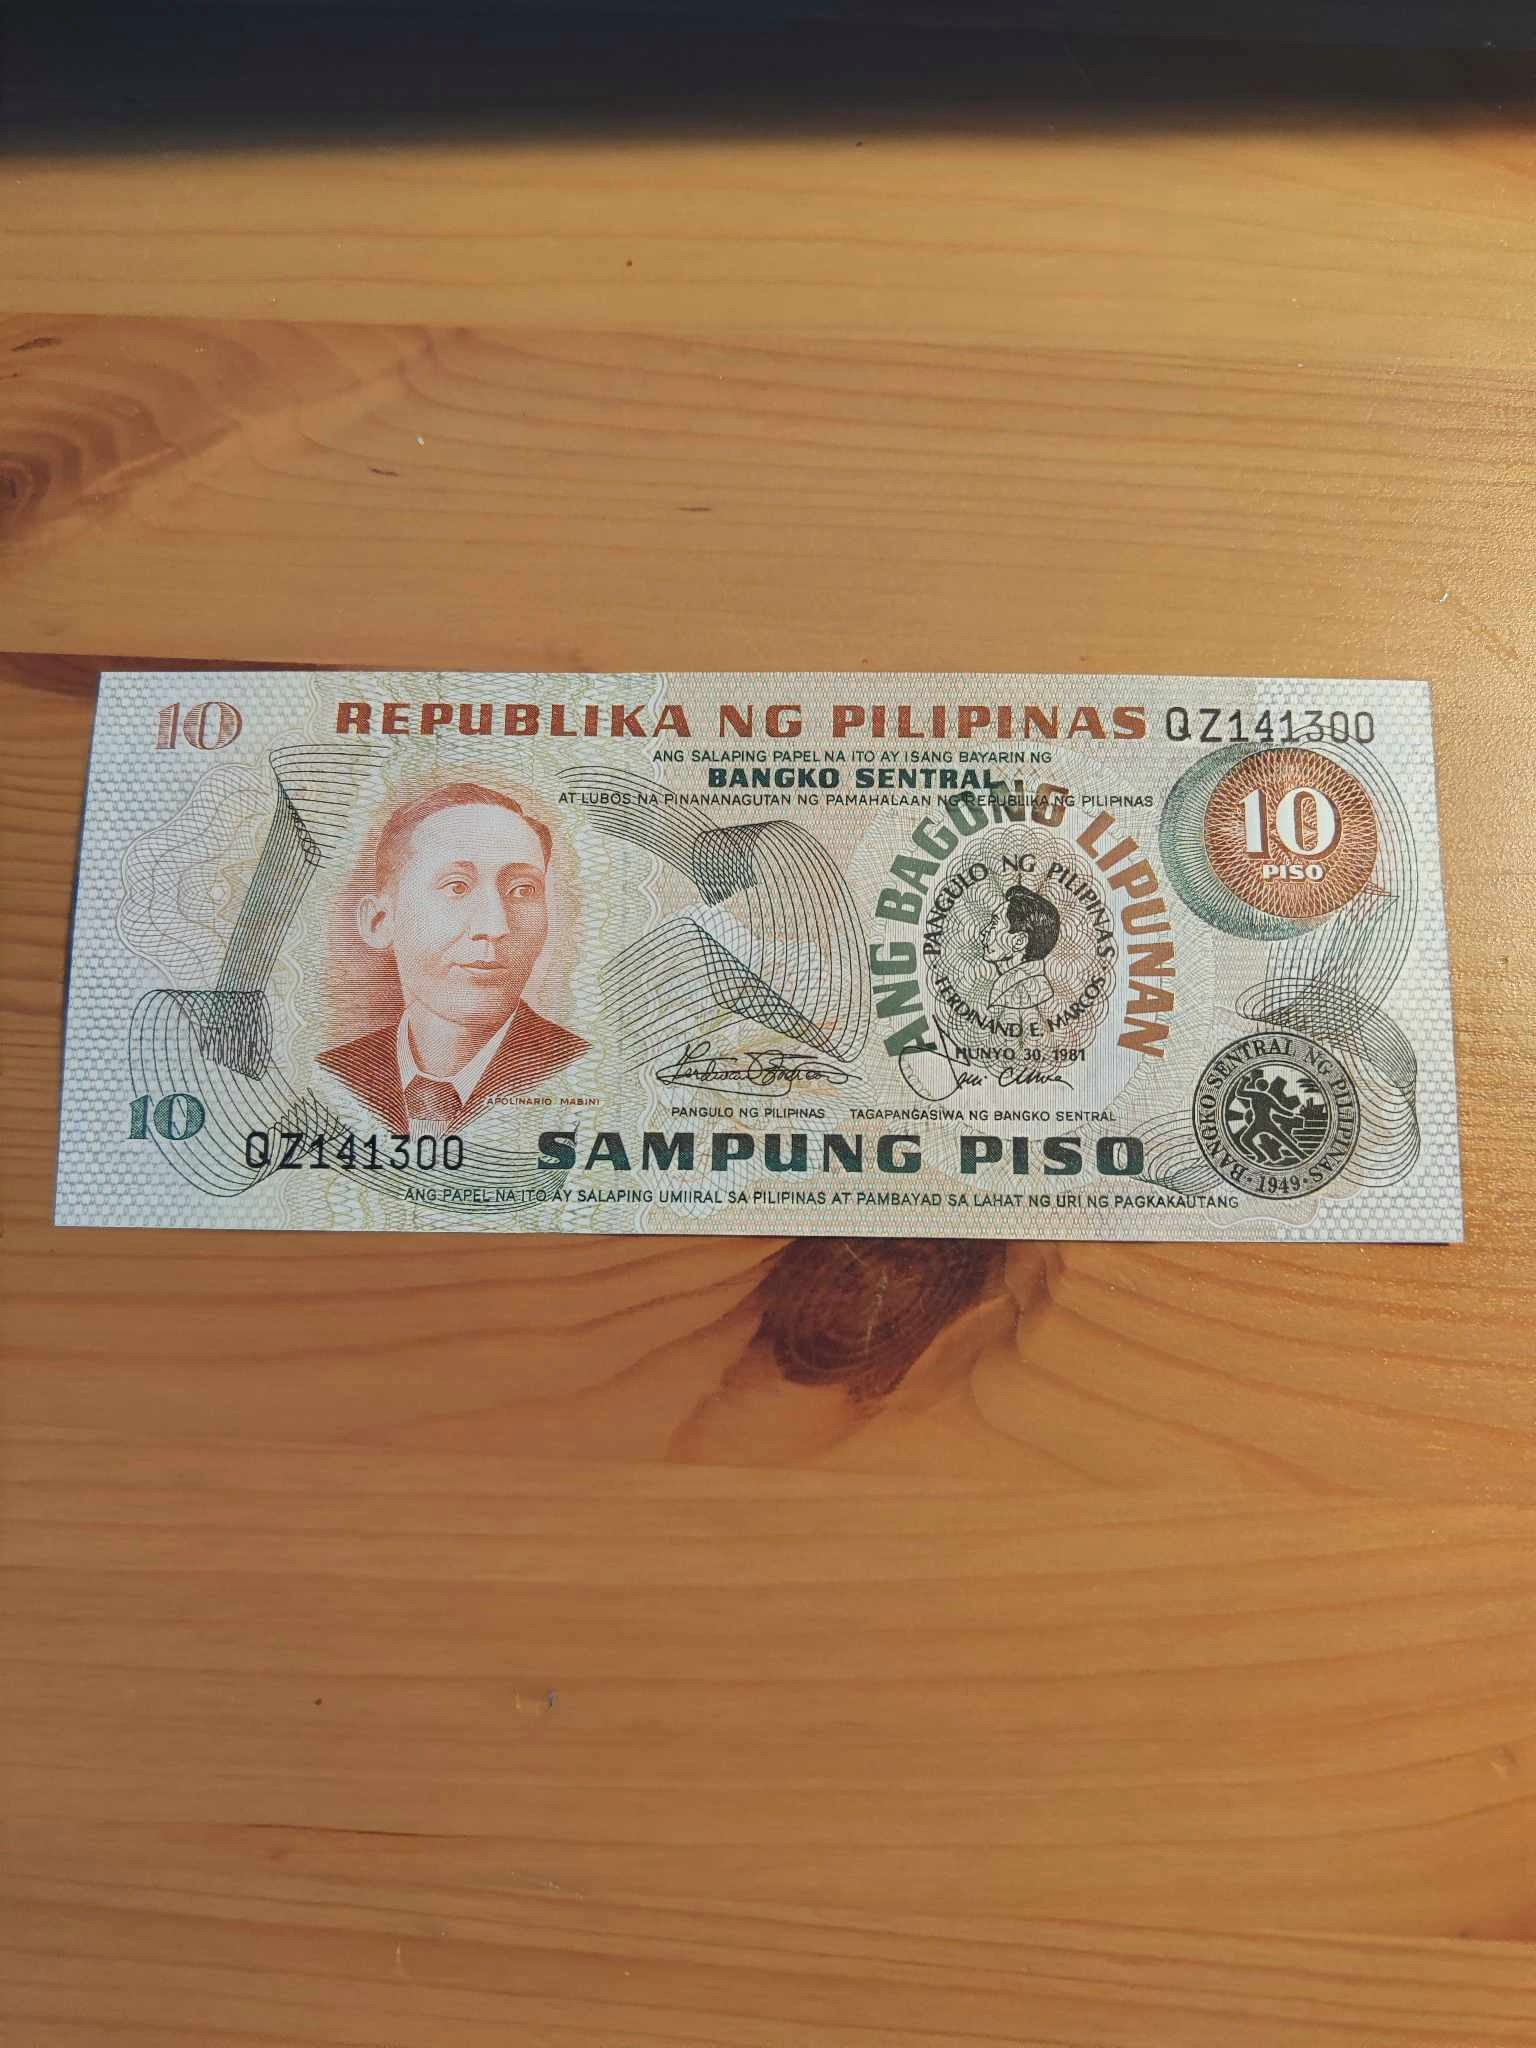 10
REPUBLIKA NG PILIPINAS QZ141300
ANG SALAPING PAPEL NA ITO AY ISANG BAYARIN NG
BANGKO SENTRAL
AT LUBOS NA PINANANAGUTAN NG PAMAHALAAN NG REPUBLIKA NG PILIPINAS
10
PISO
ANG BAGONG LIPUNAN
PANGULO NG PILIPINAS
FERDINAND E. MARCOS
HUNYO 30, 1981
APOLINARIO MABINI
PANGULO NG PILIPINAS TAGAPANGASIWA NG BANGKO SENTRAL
10
QZ141300 SAMPUNG PISO
BANGKO SENTRAL NG PILIPINAS
1949
ANG PAPEL NA ITO AY SALAPING UMIIRAL SA PILIPINAS AT PAMBAYAD SA LAHAT NG URI NG PAGKAKAUTANG